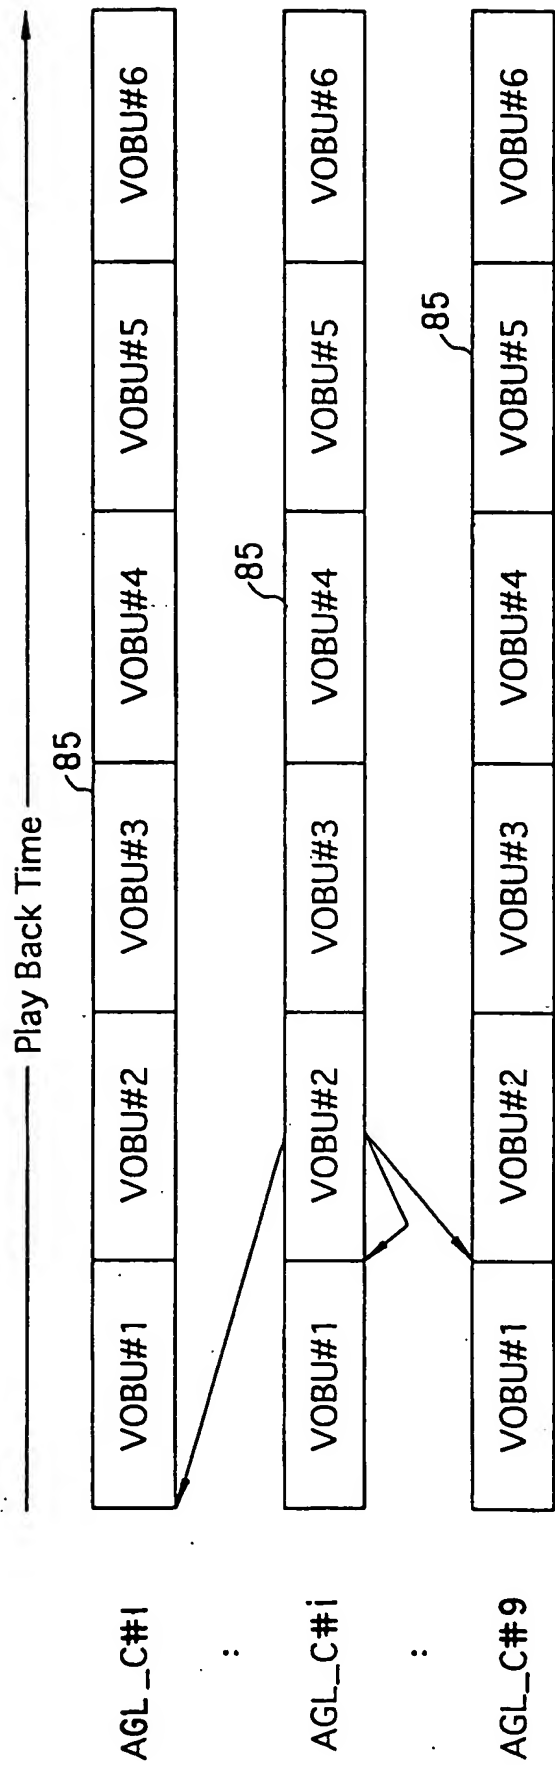 Play Back Time
85
AGL_C#1 VOBU#1 VOBU#2 VOBU#3 VOBU#4 VOBU#5 VOBU#6
:
85
AGL_C#i VOBU#1 VOBU#2 VOBU#3 VOBU#4 VOBU#5 VOBU#6
:
85
AGL_C#9 VOBU#1 VOBU#2 VOBU#3 VOBU#4 VOBU#5 VOBU#6